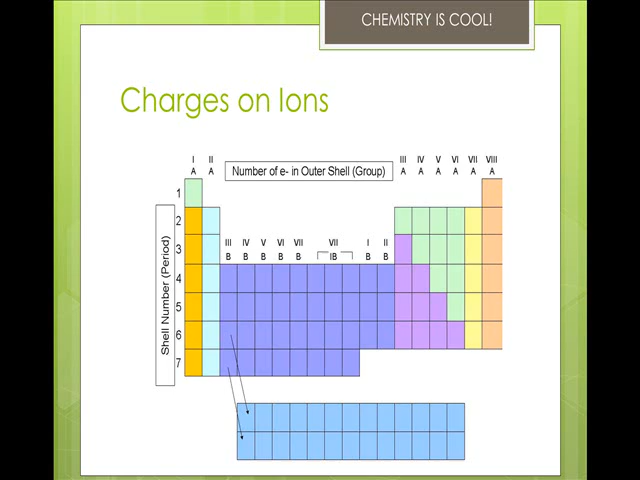 CHEMISTRY IS COOL!
Charges on Ions
I II III IV V VI VII VIII
A A Number of e- in Outer Shell (Group) A A A A A A
1
2
III IV V VI VII VII I II
3
B B B B B IB B B
4
5
6
7
Shell Number (Period)